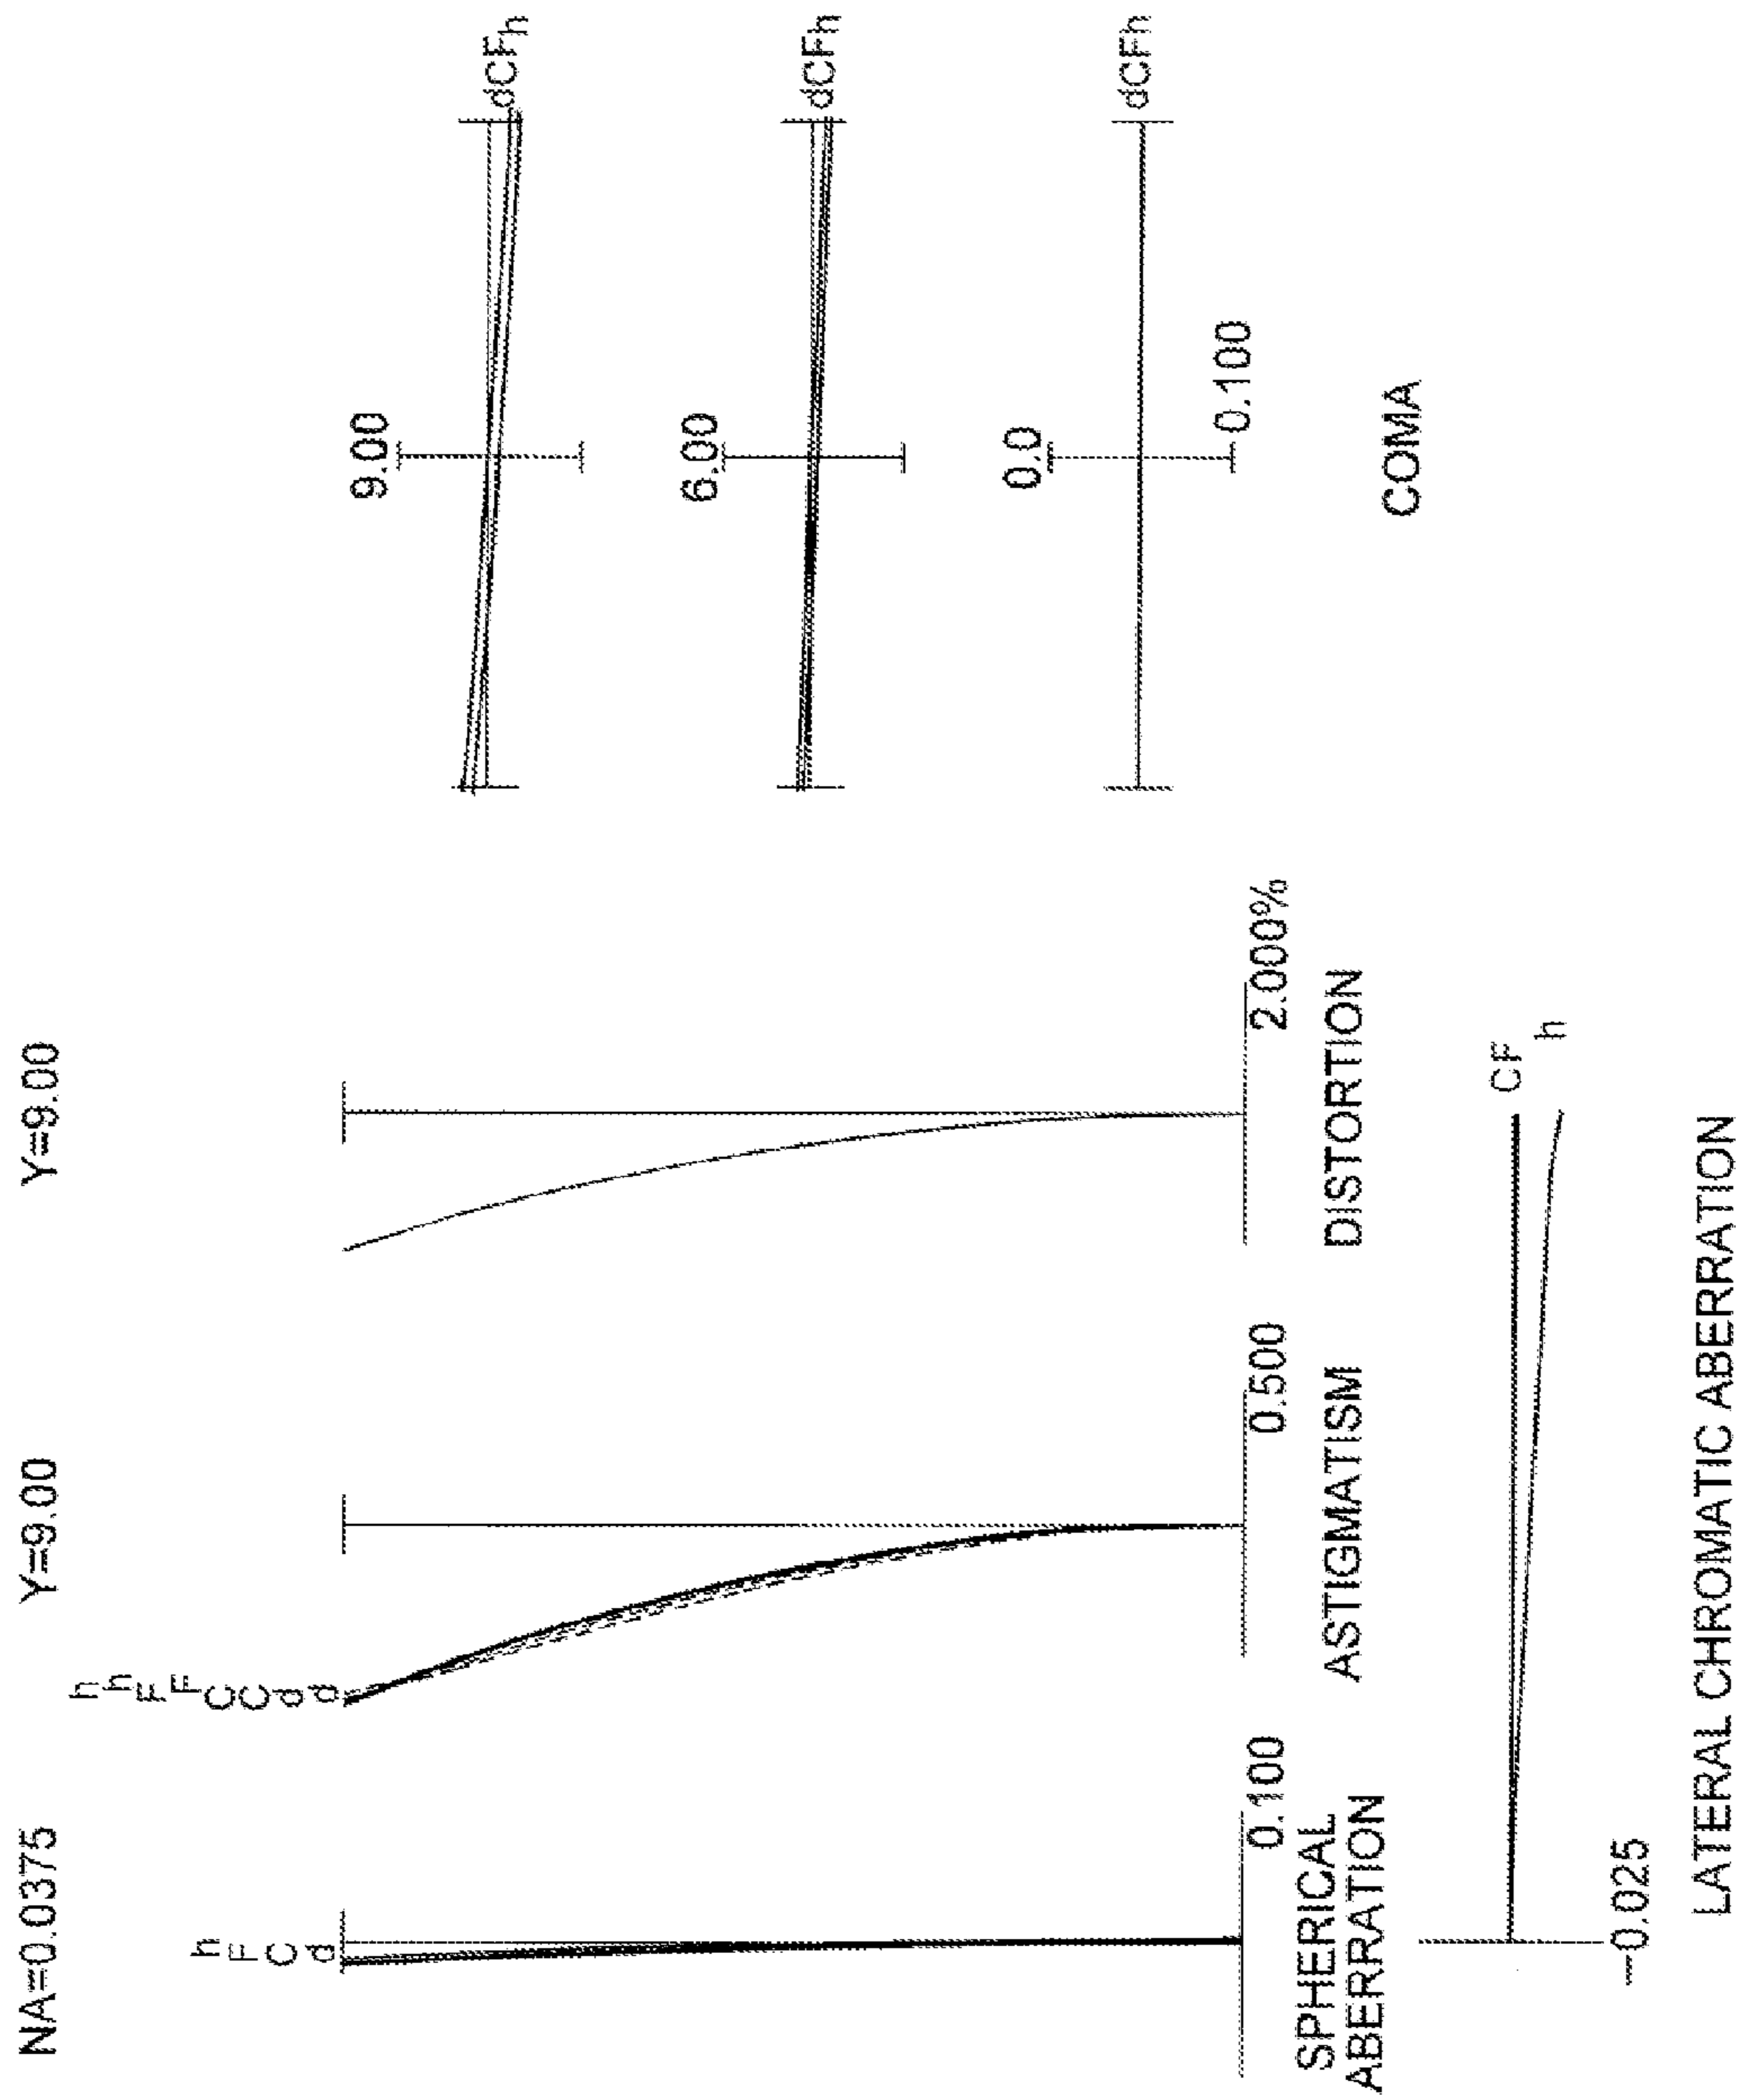 NA=0.0375
h
F
C
d
0.100
SPHERICAL
ABERRATION
Y=9.00
h
h
F
F
C
C
d
d
0.500
ASTIGMATISM
Y=9.00
2.000%
DISTORTION
9.00
dCFh
6.00
dCFh
0.0
dCFh
0.100
COMA
CF
h
−0.025
LATERAL CHROMATIC ABERRATION